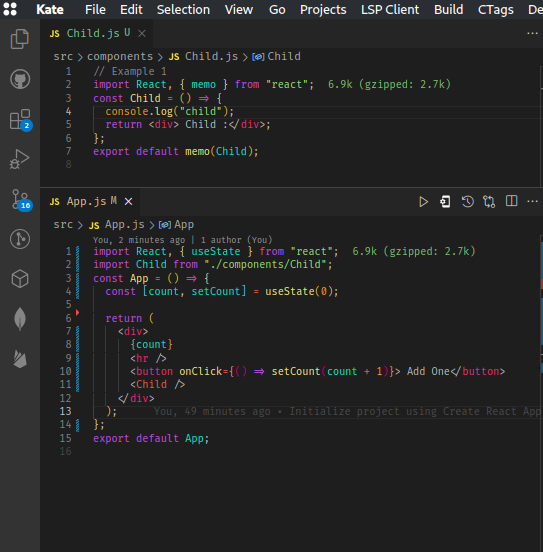 Kate File Edit Selection View Go Projects LSP Client Build CTags De
JS Child.js U × ···
src > components > JS Child.js > Child
1 // Example 1
2 import React, { memo } from "react"; 6.9k (gzipped: 2.7k)
3 const Child = () => {
4 console.log("child");
5 return <div> Child :</div>;
6 };
7 export default memo(Child);
8
JS App.js M × ···
src > JS App.js > App
You, 2 minutes ago | 1 author (You)
1 import React, { useState } from "react"; 6.9k (gzipped: 2.7k)
2 import Child from "./components/Child";
3 const App = () => {
4 const [count, setCount] = useState(0);
5
6 return (
7 <div>
8 {count}
9 <hr />
10 <button onClick={() => setCount(count + 1)}> Add One</button>
11 <Child />
12 </div>
13 ); You, 49 minutes ago • Initialize project using Create React App
14 };
15 export default App;
16
2
16